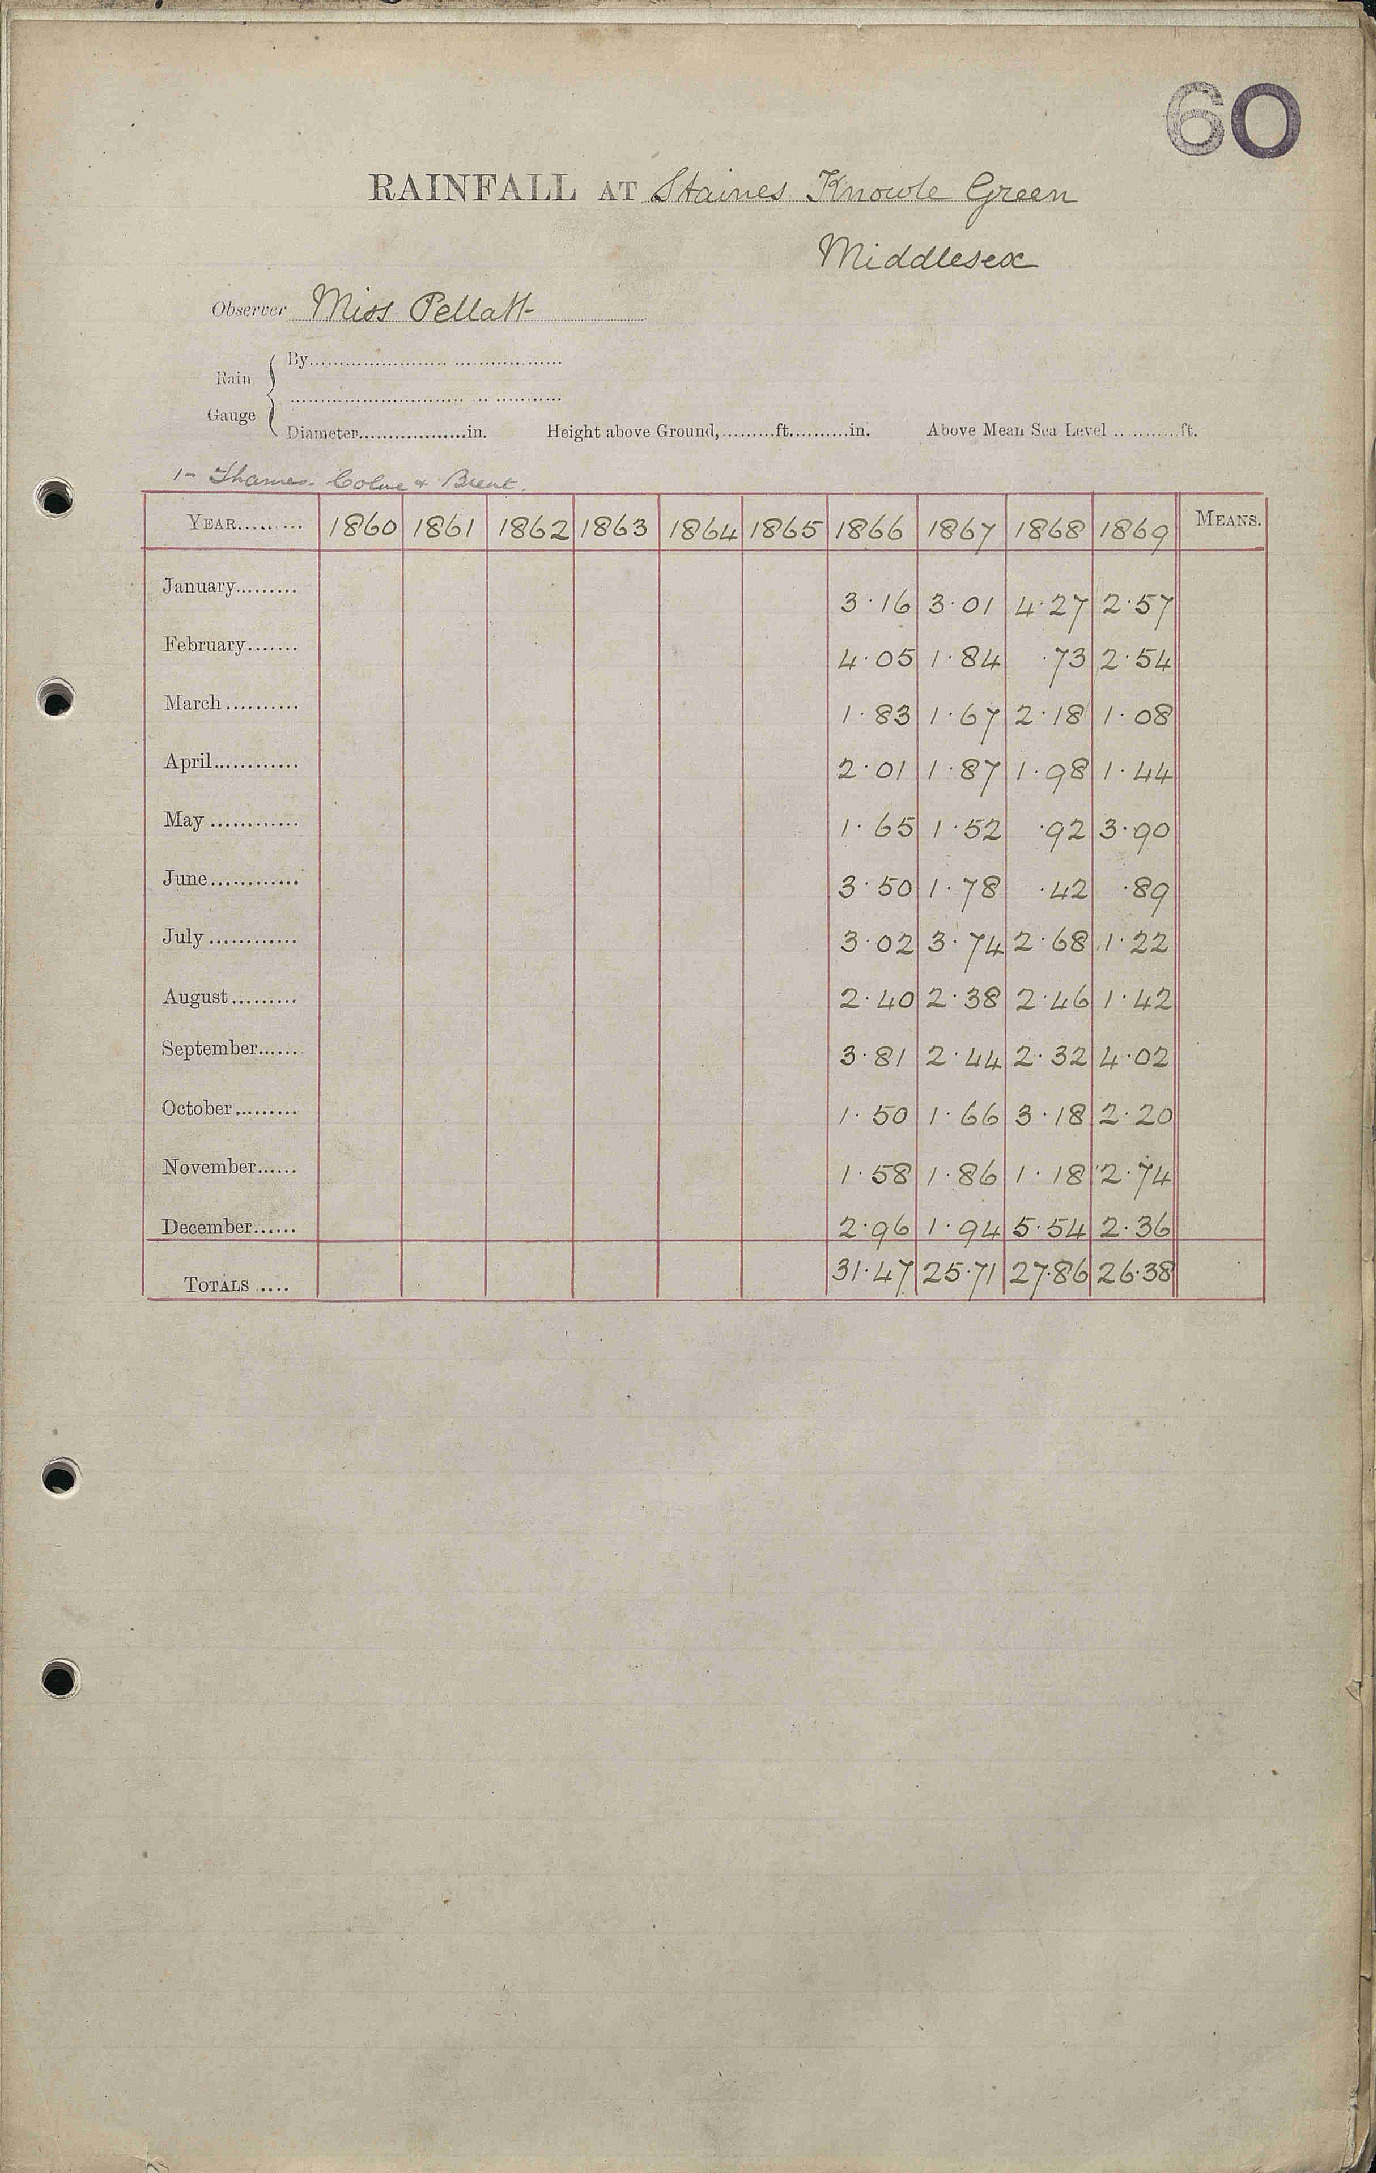 60
RAINFALL AT Staines Knowle Green
Middlesex
Observer Miss Pellatt
Rain Gauge
By
Diameter in. Height above Ground, ft. in. Above Mean Sea Level ft.
1- Thames. Colne & Brent.
YEAR 1860 1861 1862 1863 1864 1865 1866 1867 1868 1869 MEANS.
January 3.16 3.01 4.27 2.57
February 4.05 1.84 .73 2.54
March 1.83 1.67 2.18 1.08
April 2.01 1.87 1.98 1.44
May 1.65 1.52 .92 3.90
June 3.50 1.78 .42 .89
July 3.02 3.74 2.68 1.22
August 2.40 2.38 2.46 1.42
September 3.81 2.44 2.32 4.02
October 1.50 1.66 3.18 2.20
November 1.58 1.86 1.18 2.74
December 2.96 1.94 5.54 2.36
TOTALS 31.47 25.71 27.86 26.38